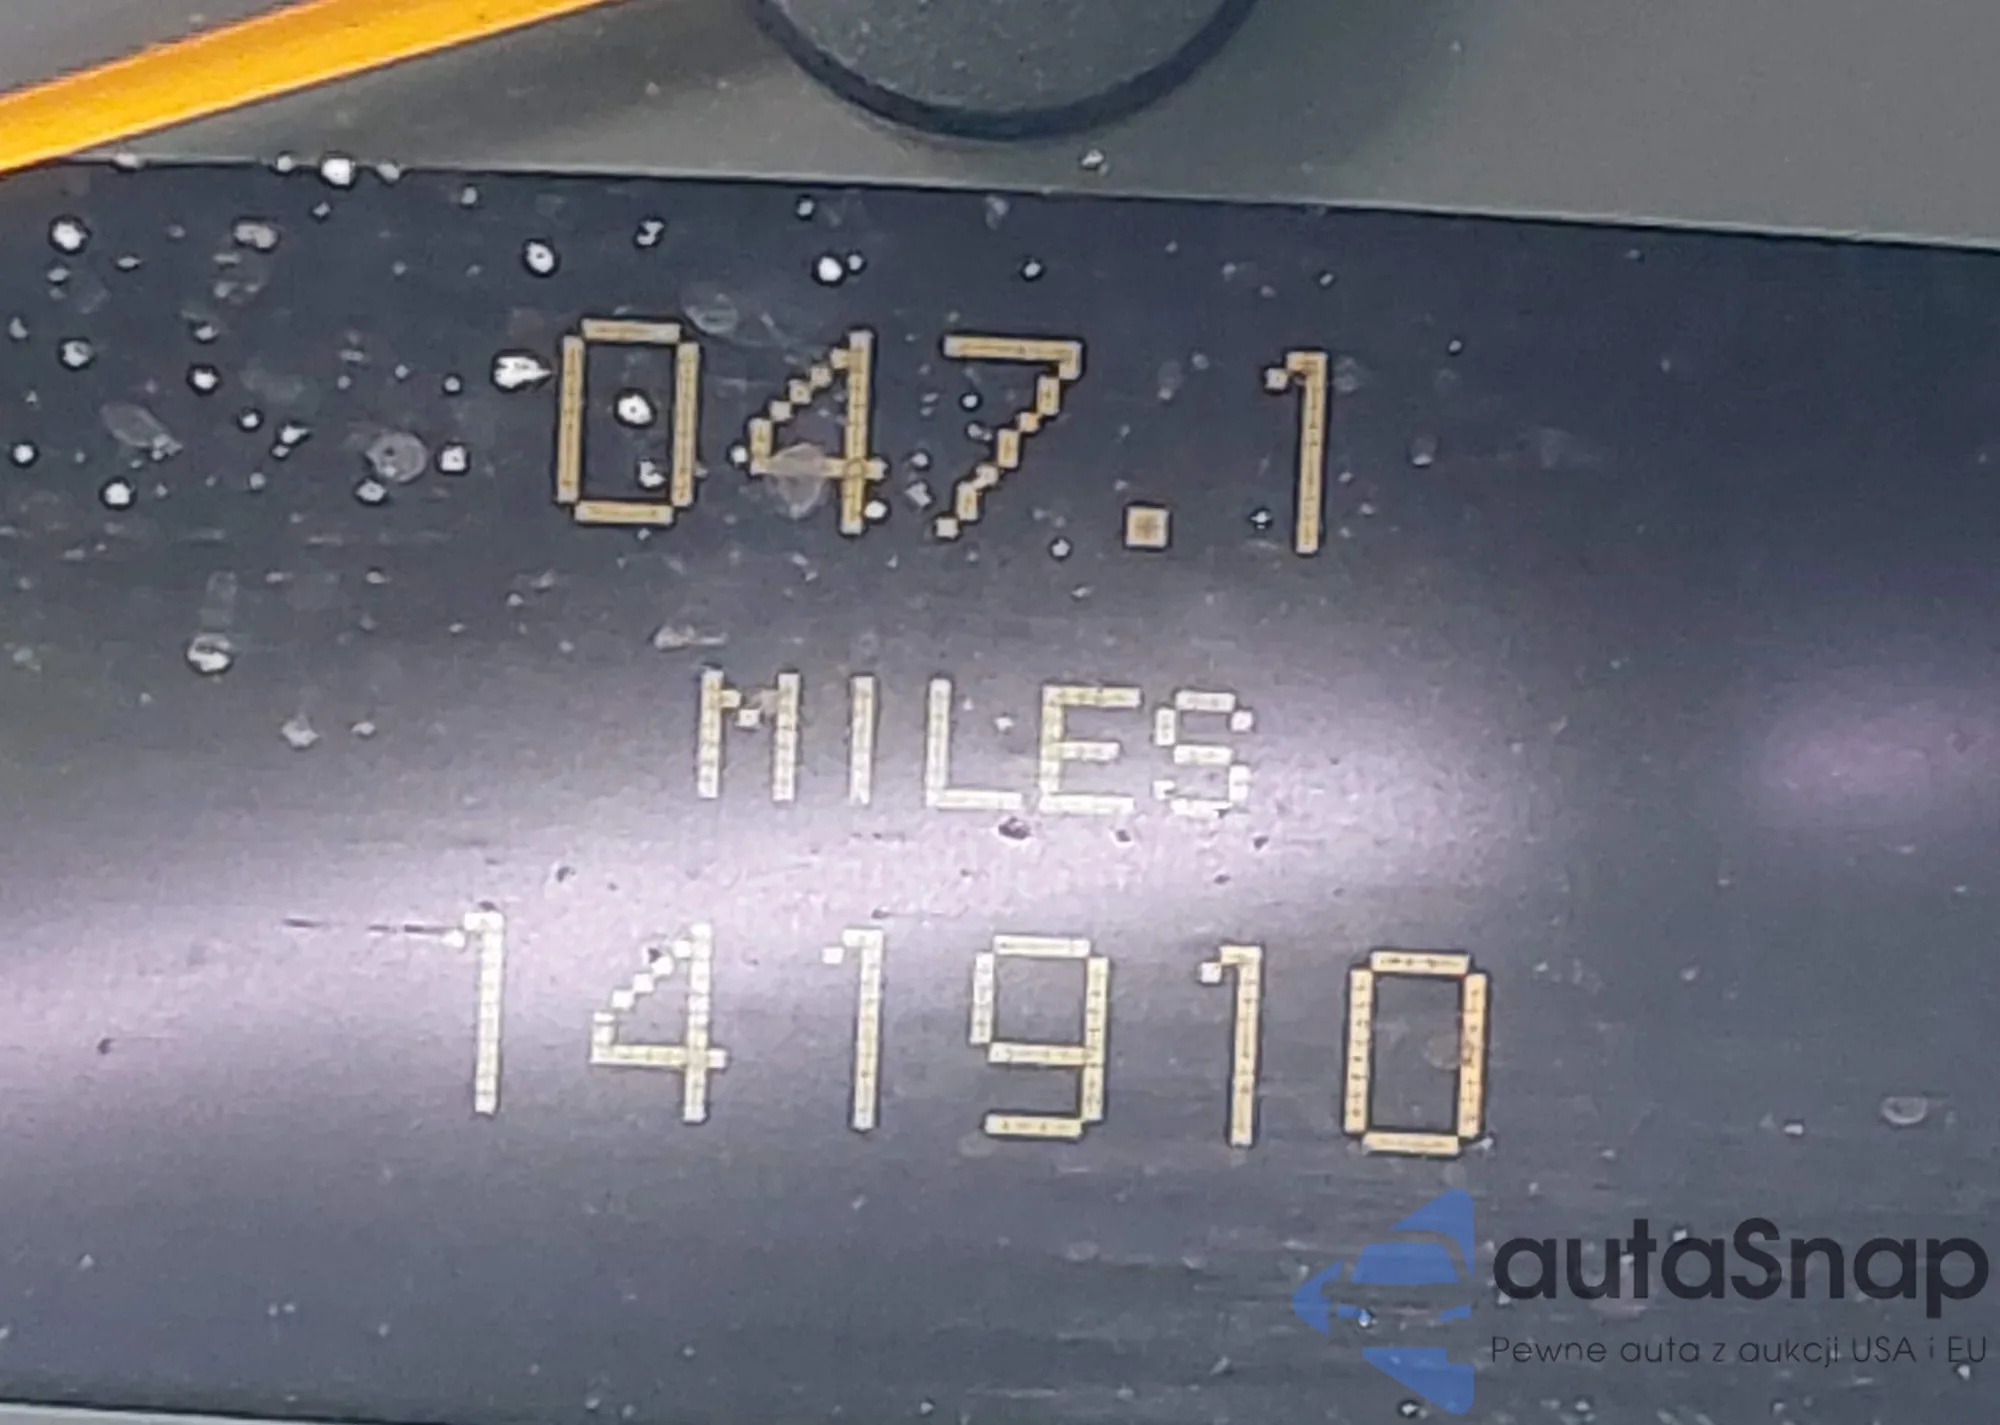 047.1
MILES
141910
autaSnap
Pewne auta z aukcji USA i EU